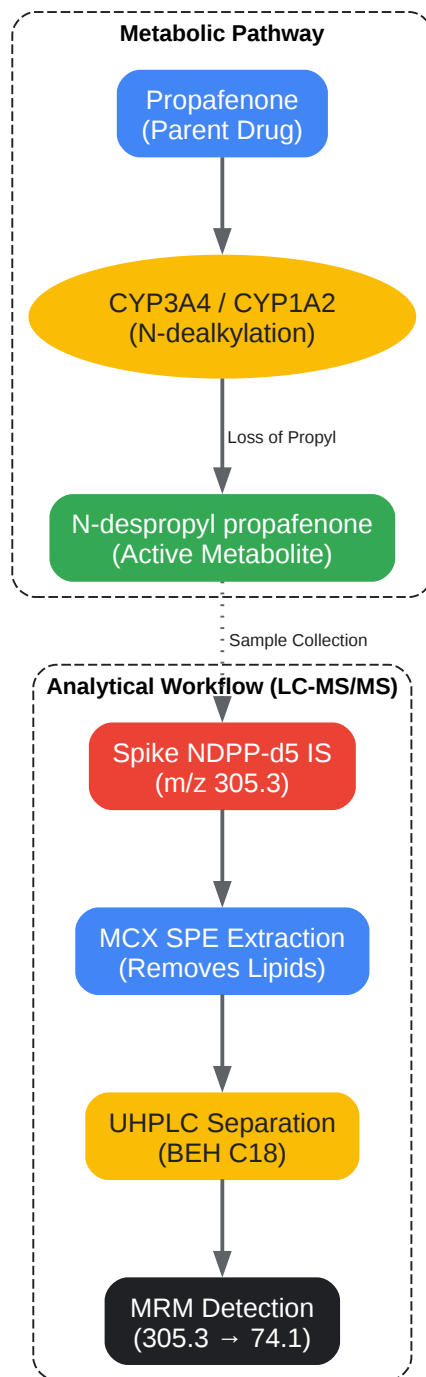 Metabolic Pathway
Propafenone
(Parent Drug)
CYP3A4 / CYP1A2
(N-dealkylation)
Loss of Propyl
N-despropyl propafenone
(Active Metabolite)
Sample Collection
Analytical Workflow (LC-MS/MS)
Spike NDPP-d5 IS
(m/z 305.3)
MCX SPE Extraction
(Removes Lipids)
UHPLC Separation
(BEH C18)
MRM Detection
(305.3 → 74.1)